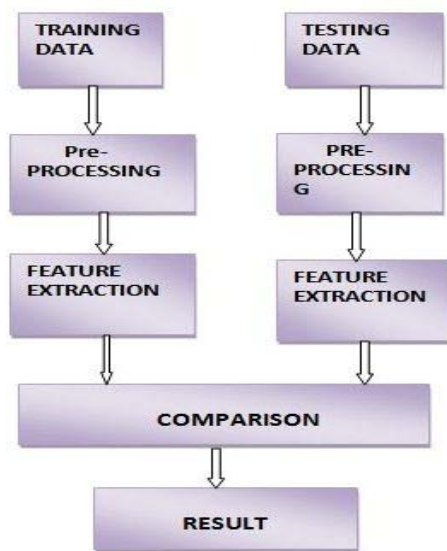 TRAINING
DATA
TESTING
DATA
Pre-
PROCESSING
PRE-
PROCESSIN
G
FEATURE
EXTRACTION
FEATURE
EXTRACTION
COMPARISON
RESULT